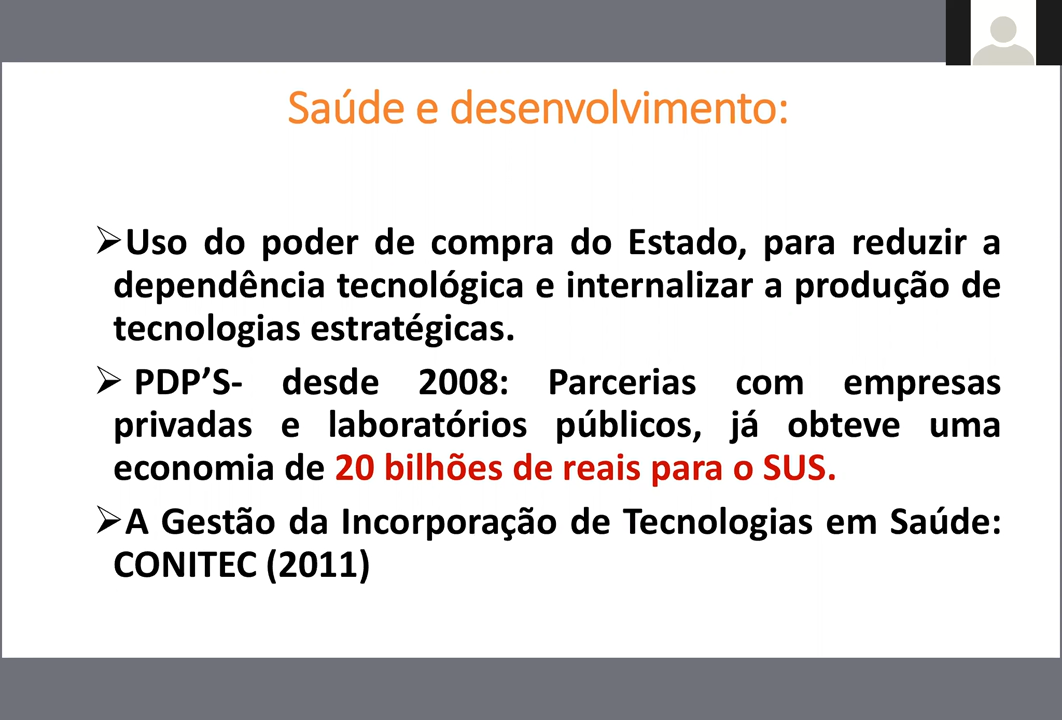 Saúde e desenvolvimento:
➢Uso do poder de compra do Estado, para reduzir a
dependência tecnológica e internalizar a produção de
tecnologias estratégicas.
➢ PDP’S- desde 2008: Parcerias com empresas
privadas e laboratórios públicos, já obteve uma
economia de 20 bilhões de reais para o SUS.
➢A Gestão da Incorporação de Tecnologias em Saúde:
CONITEC (2011)